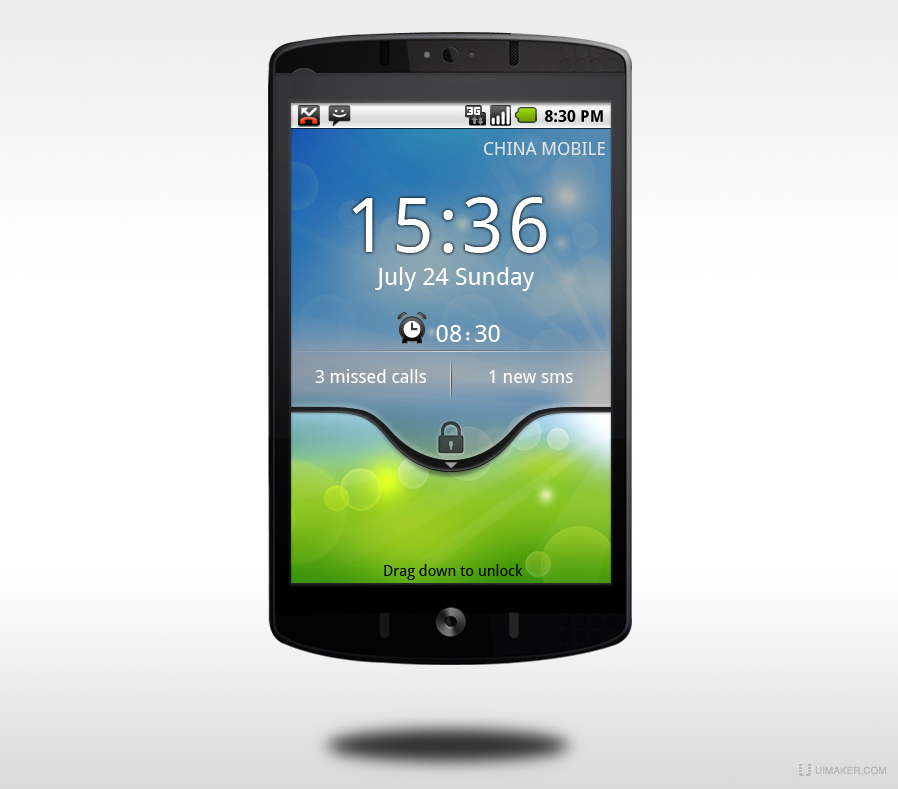 3G 8:30 PM
CHINA MOBILE
15:36
July 24 Sunday
08:30
3 missed calls 1 new sms
Drag down to unlock
UIMAKER.COM